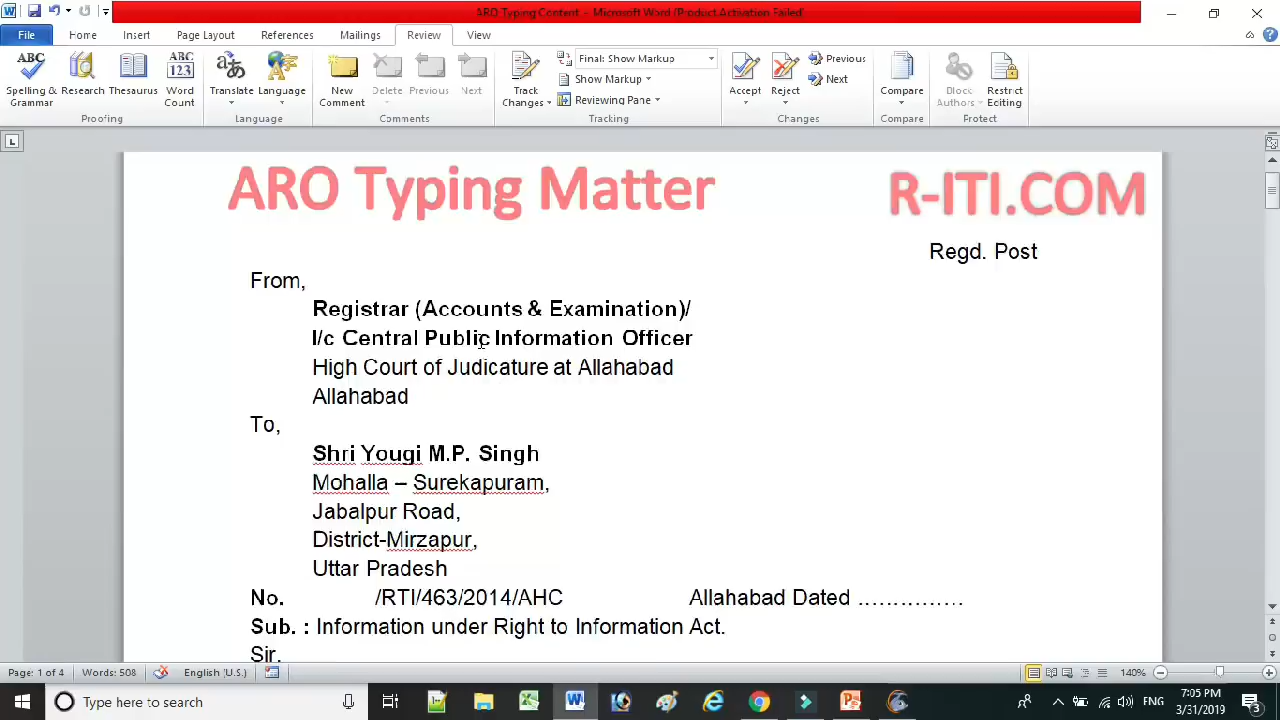 ARO Typing Content - Microsoft Word (Product Activation Failed)
File Home Insert Page Layout References Mailings Review View
Final: Show Markup
Previous
Show Markup
Next
Reviewing Pane
Spelling & Grammar Research Thesaurus Word Count Translate Language New Comment Delete Previous Next Track Changes Accept Reject Compare Block Authors Restrict Editing
Proofing Language Comments Tracking Changes Compare Protect
ARO Typing Matter R-ITI.COM
Regd. Post
From,
Registrar (Accounts & Examination)/
I/c Central Public Information Officer
High Court of Judicature at Allahabad
Allahabad
To,
Shri Yougi M.P. Singh
Mohalla – Surekapuram,
Jabalpur Road,
District-Mirzapur,
Uttar Pradesh
No. /RTI/463/2014/AHC Allahabad Dated ..............
Sub. : Information under Right to Information Act.
Sir,
Page: 1 of 4 Words: 508 English (U.S.) 140%
Type here to search ENG 7:05 PM
3/31/2019